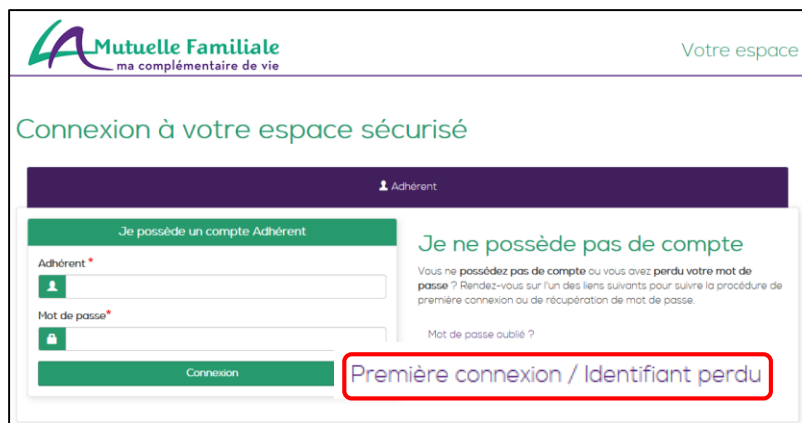 LA Mutuelle Familiale
ma complémentaire de vie
Votre espace
Connexion à votre espace sécurisé
Adhérent
Je possède un compte Adhérent
Adhérent *
Mot de passe*
Connexion
Je ne possède pas de compte
Vous ne possédez pas de compte ou vous avez perdu votre mot de
passe ? Rendez-vous sur l'un des liens suivants pour suivre la procédure de
première connexion ou de récupération de mot de passe.
Mot de passe oublié ?
Première connexion / Identifiant perdu